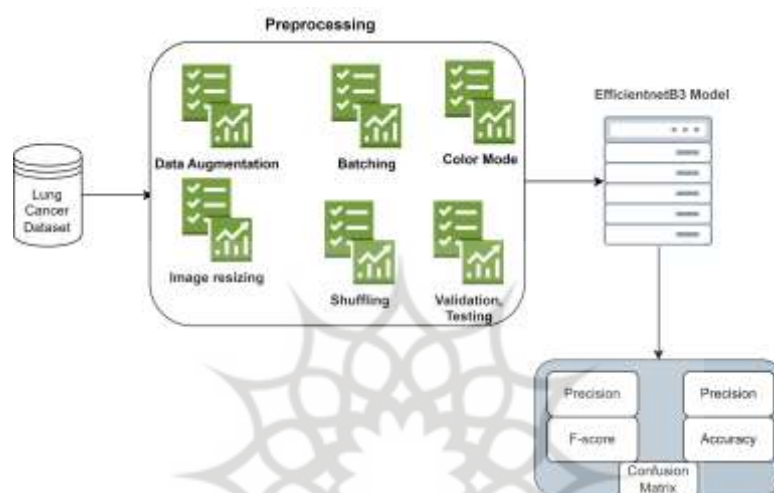 Preprocessing
EfficientnetB3 Model
Data Augmentation
Batching
Color Mode
Lung
Cancer
Dataset
Image resizing
Shuffling
Validation,
Testing
Precision
Precision
F-score
Accuracy
Confusion
Matrix